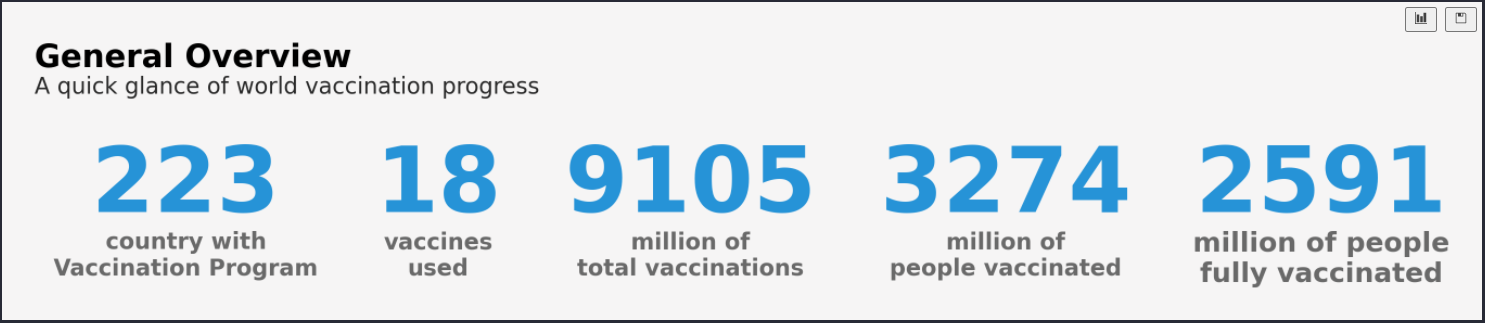 General Overview
A quick glance of world vaccination progress
223
country with
Vaccination Program
18
vaccines
used
9105
million of
total vaccinations
3274
million of
people vaccinated
2591
million of people
fully vaccinated